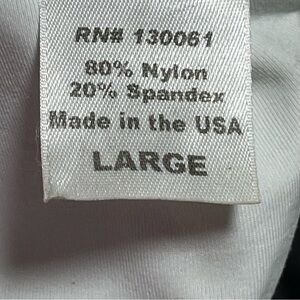 RN# 130061
80% Nylon
20% Spandex
Made in the USA
LARGE